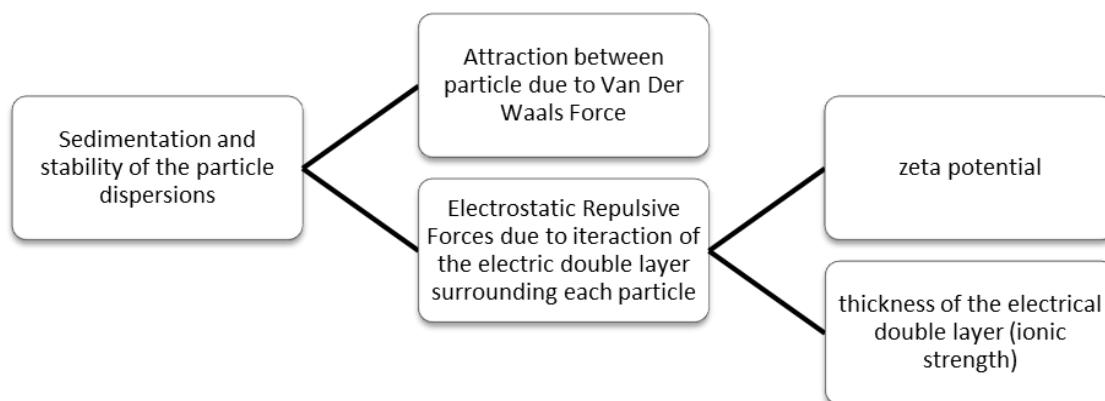 Sedimentation and
stability of the particle
dispersions
Attraction between
particle due to Van Der
Waals Force
Electrostatic Repulsive
Forces due to iteraction of
the electric double layer
surrounding each particle
zeta potential
thickness of the electrical
double layer (ionic
strength)